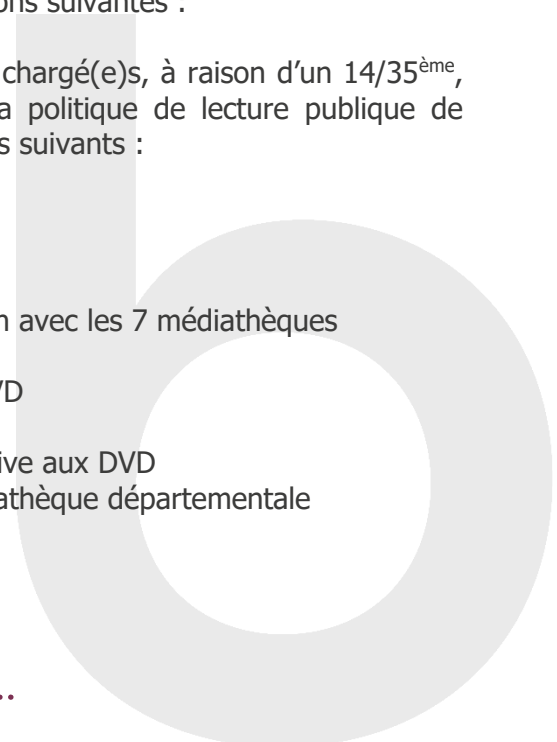 ons suivantes :
chargé(e)s, à raison d'un 14/35ème,
a politique de lecture publique de
s suivants :
n avec les 7 médiathèques
VD
ive aux DVD
athèque départementale
..